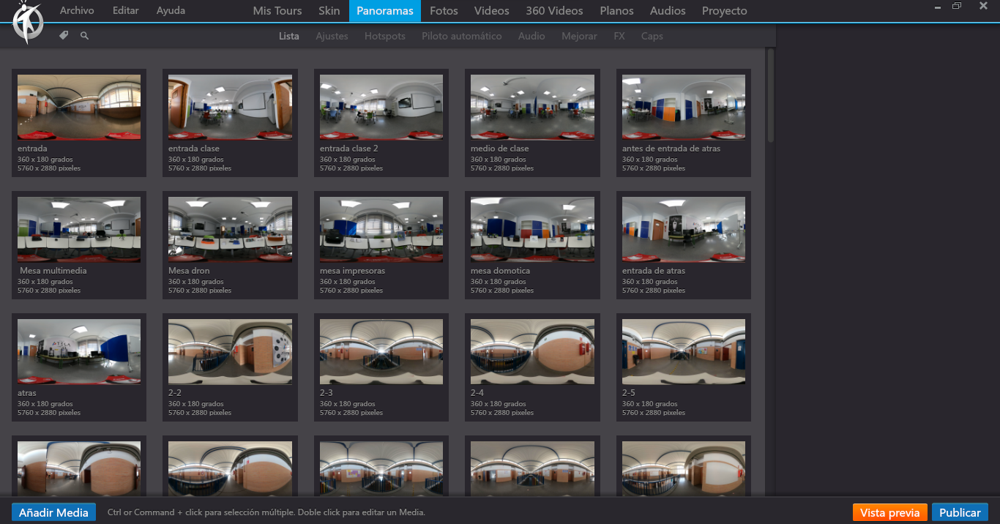 Archivo Editar Ayuda Mis Tours Skin Panoramas Fotos Videos 360 Videos Planos Audios Proyecto
Lista Ajustes Hotspots Piloto automático Audio Mejorar FX Caps
entrada
360 x 180 grados
5760 x 2880 pixeles
entrada clase
360 x 180 grados
5760 x 2880 pixeles
entrada clase 2
360 x 180 grados
5760 x 2880 pixeles
medio de clase
360 x 180 grados
5760 x 2880 pixeles
antes de entrada de atras
360 x 180 grados
5760 x 2880 pixeles
Mesa multimedia
360 x 180 grados
5760 x 2880 pixeles
Mesa dron
360 x 180 grados
5760 x 2880 pixeles
mesa impresoras
360 x 180 grados
5760 x 2880 pixeles
mesa domotica
360 x 180 grados
5760 x 2880 pixeles
entrada de atras
360 x 180 grados
5760 x 2880 pixeles
atras
360 x 180 grados
5760 x 2880 pixeles
2-2
360 x 180 grados
5760 x 2880 pixeles
2-3
360 x 180 grados
5760 x 2880 pixeles
2-4
360 x 180 grados
5760 x 2880 pixeles
2-5
360 x 180 grados
5760 x 2880 pixeles
Añadir Media Ctrl or Command + click para selección múltiple. Doble click para editar un Media. Vista previa Publicar